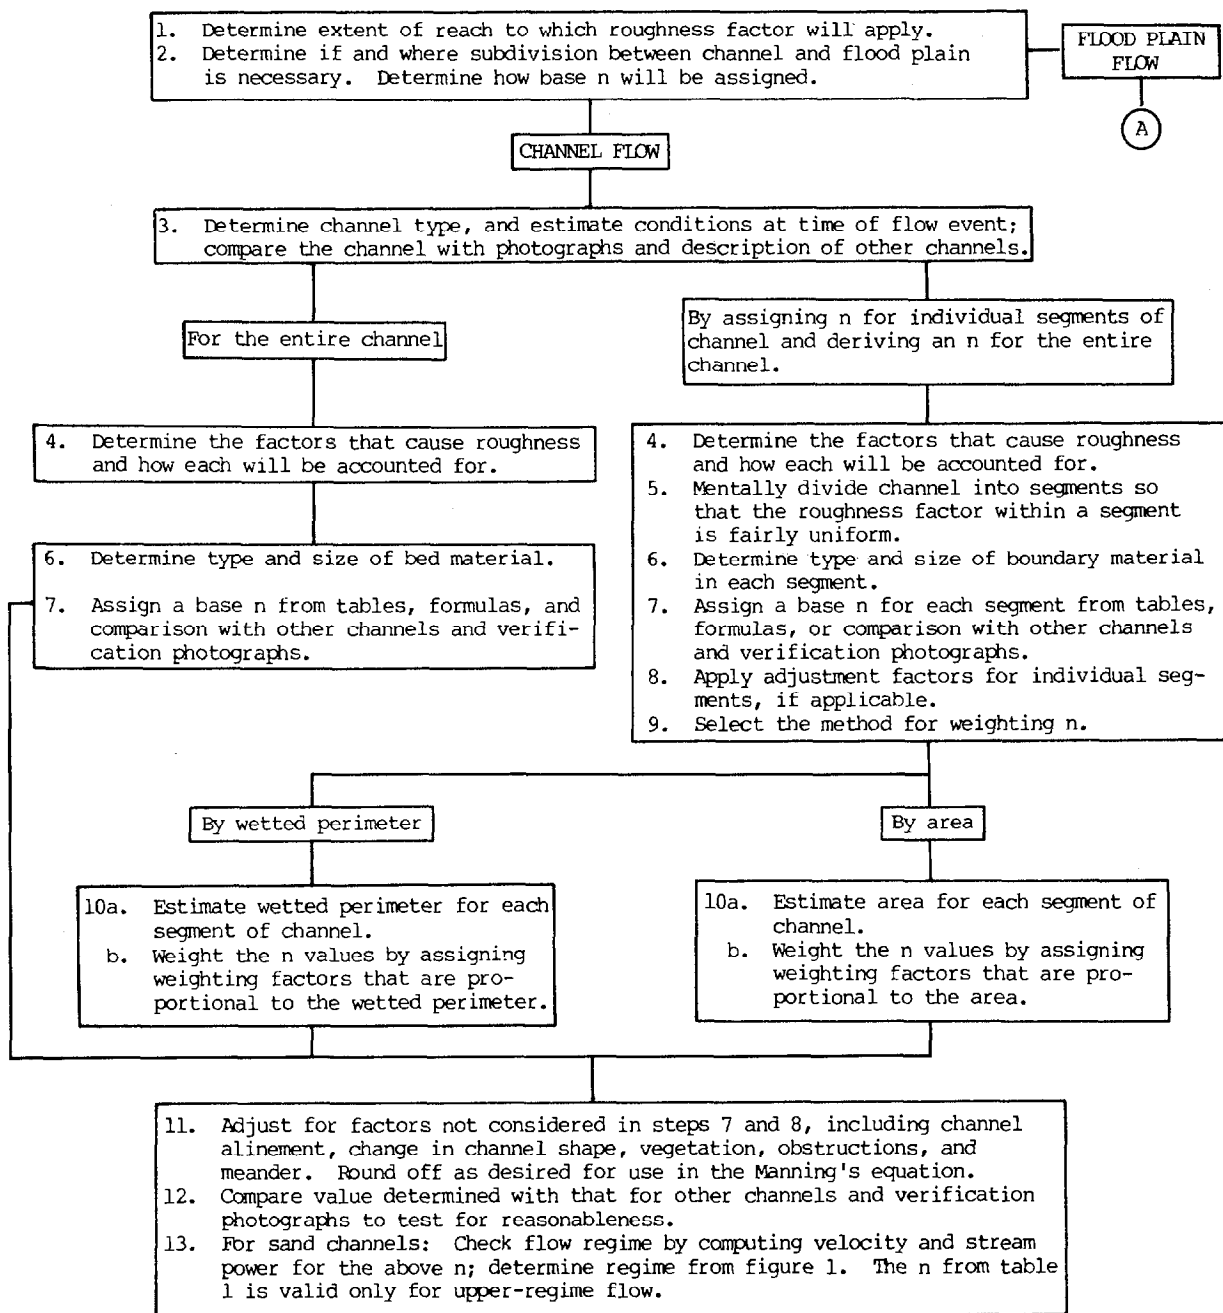 1. Determine extent of reach to which roughness factor will apply.
2. Determine if and where subdivision between channel and flood plain
is necessary. Determine how base n will be assigned.
FLOOD PLAIN
FLOW
A
CHANNEL FLOW
3. Determine channel type, and estimate conditions at time of flow event;
compare the channel with photographs and description of other channels.
For the entire channel
By assigning n for individual segments of
channel and deriving an n for the entire
channel.
4. Determine the factors that cause roughness
and how each will be accounted for.
6. Determine type and size of bed material.
7. Assign a base n from tables, formulas, and
comparison with other channels and verifi-
cation photographs.
4. Determine the factors that cause roughness
and how each will be accounted for.
5. Mentally divide channel into segments so
that the roughness factor within a segment
is fairly uniform.
6. Determine type and size of boundary material
in each segment.
7. Assign a base n for each segment from tables,
formulas, or comparison with other channels
and verification photographs.
8. Apply adjustment factors for individual seg-
ments, if applicable.
9. Select the method for weighting n.
By wetted perimeter
By area
10a. Estimate wetted perimeter for each
segment of channel.
b. Weight the n values by assigning
weighting factors that are pro-
portional to the wetted perimeter.
10a. Estimate area for each segment of
channel.
b. Weight the n values by assigning
weighting factors that are pro-
portional to the area.
11. Adjust for factors not considered in steps 7 and 8, including channel
alinement, change in channel shape, vegetation, obstructions, and
meander. Round off as desired for use in the Manning's equation.
12. Compare value determined with that for other channels and verification
photographs to test for reasonableness.
13. For sand channels: Check flow regime by computing velocity and stream
power for the above n; determine regime from figure 1. The n from table
1 is valid only for upper-regime flow.